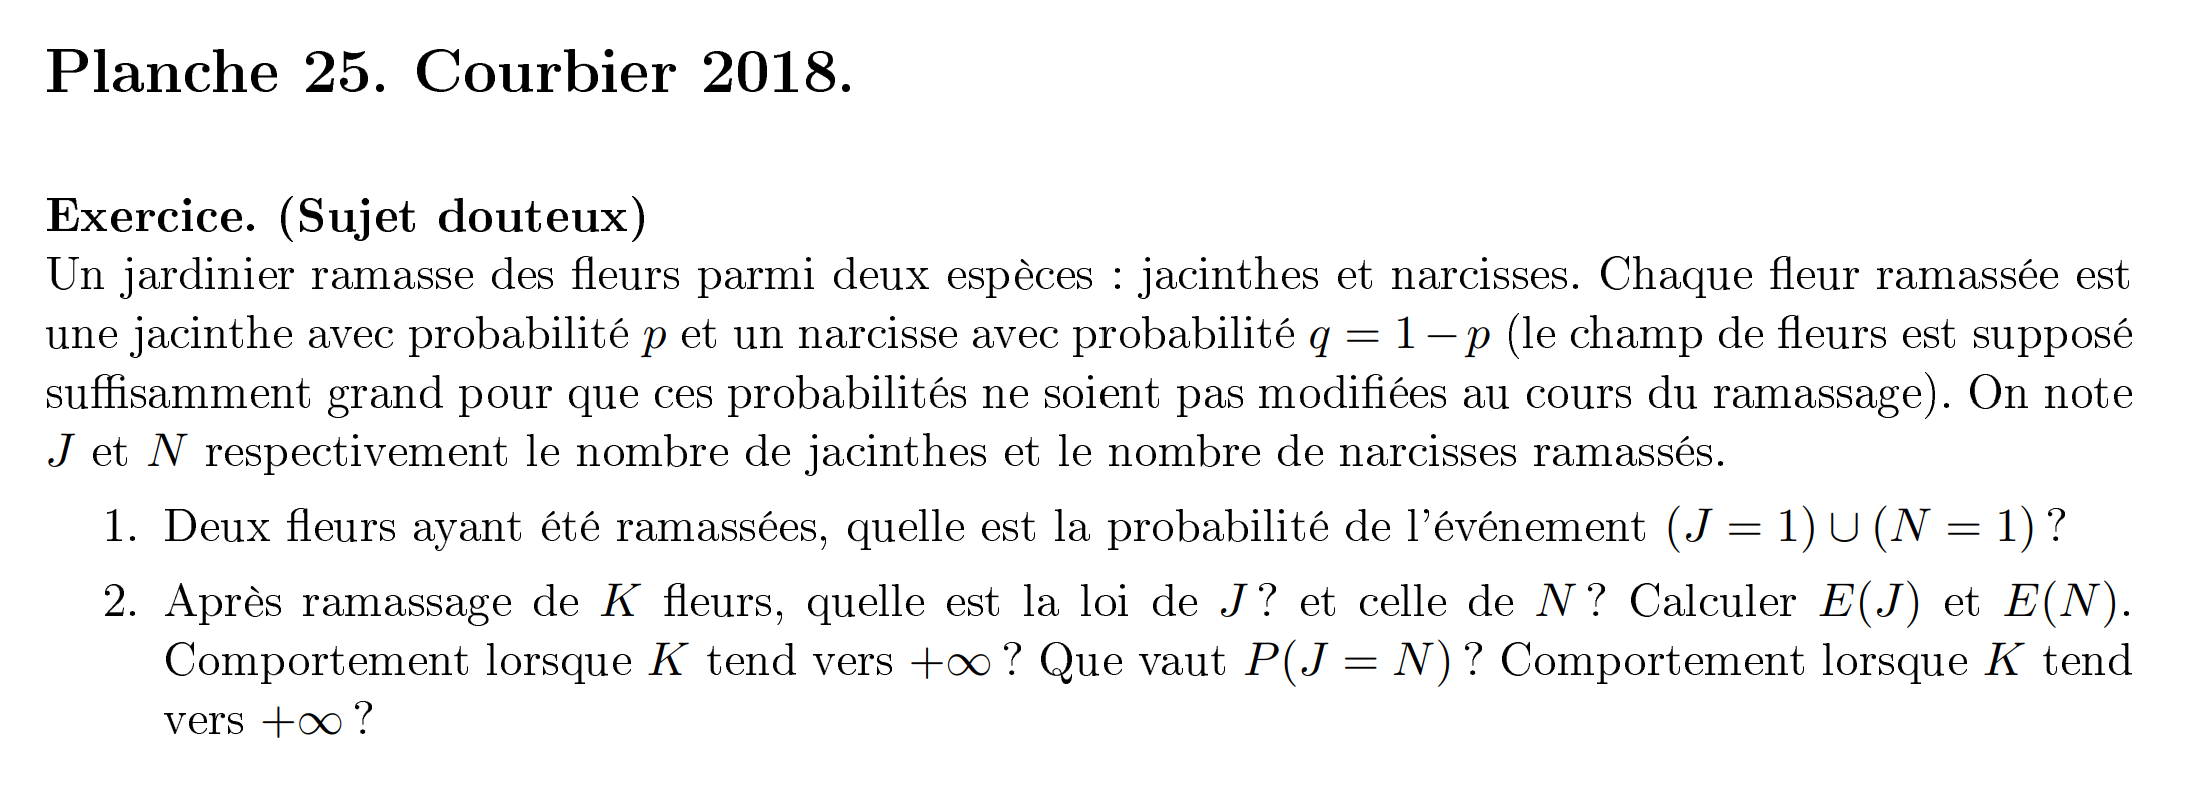 Planche 25. Courbier 2018.
Exercice. (Sujet douteux)
Un jardinier ramasse des fleurs parmi deux espèces : jacinthes et narcisses. Chaque fleur ramassée est
une jacinthe avec probabilité p et un narcisse avec probabilité q = 1 − p (le champ de fleurs est supposé
suffisamment grand pour que ces probabilités ne soient pas modifiées au cours du ramassage). On note
J et N respectivement le nombre de jacinthes et le nombre de narcisses ramassés.
1. Deux fleurs ayant été ramassées, quelle est la probabilité de l'événement (J = 1) ∪ (N = 1) ?
2. Après ramassage de K fleurs, quelle est la loi de J ? et celle de N ? Calculer E(J) et E(N).
Comportement lorsque K tend vers +∞ ? Que vaut P(J = N) ? Comportement lorsque K tend
vers +∞ ?